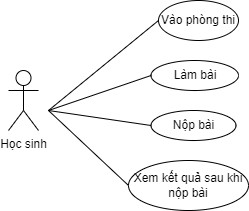 Vào phòng thi
Làm bài
Nộp bài
Học sinh
Xem kết quả sau khi
nộp bài